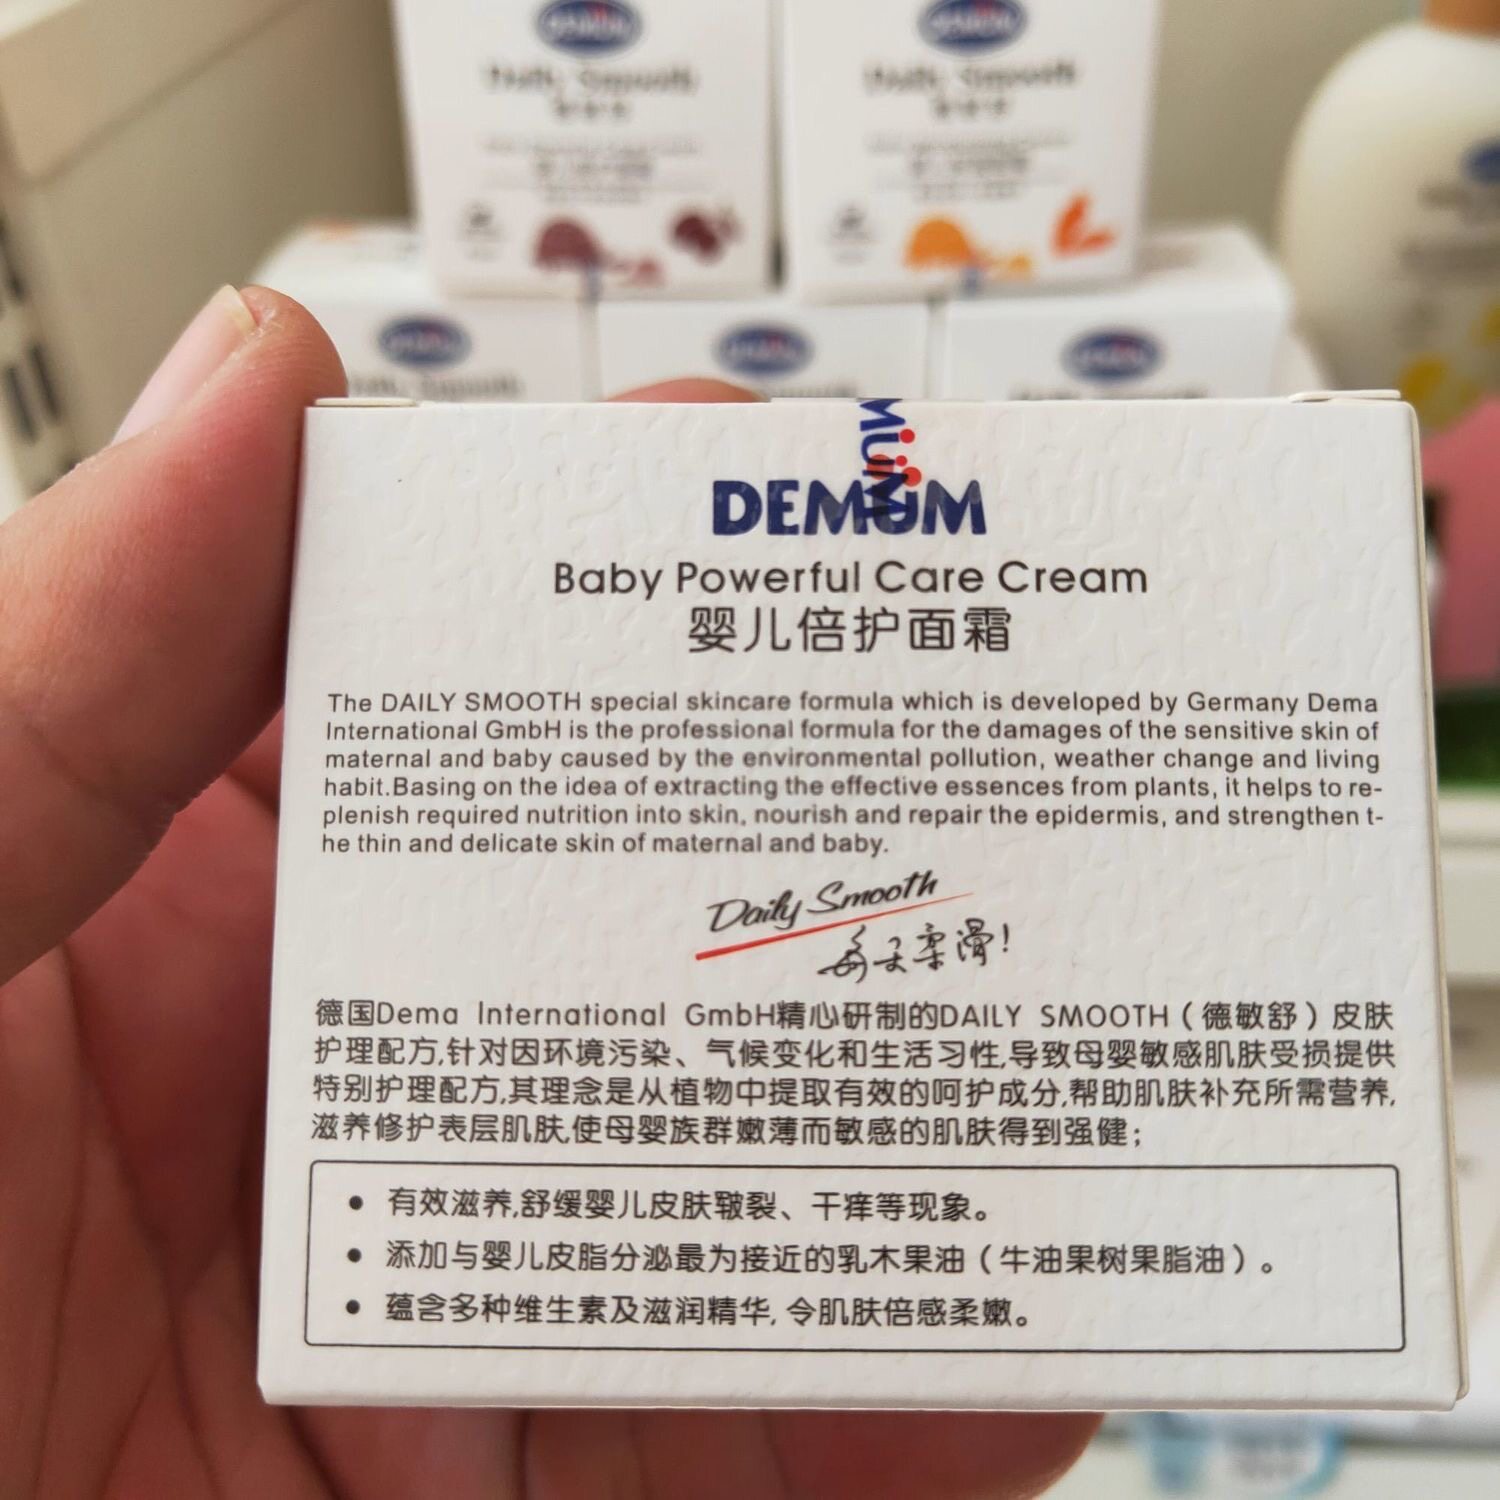 Daily Smooth
Daily Smooth
MUM
DEMUM
Baby Powerful Care Cream
婴儿倍护面霜
The DAILY SMOOTH special skincare formula which is developed by Germany Dema
International GmbH is the professional formula for the damages of the sensitive skin of
maternal and baby caused by the environmental pollution, weather change and living
habit.Basing on the idea of extracting the effective essences from plants, it helps to re-
plenish required nutrition into skin, nourish and repair the epidermis, and strengthen t-
he thin and delicate skin of maternal and baby.
Daily Smooth
每天柔滑!
德国Dema International GmbH精心研制的DAILY SMOOTH（德敏舒）皮肤
护理配方,针对因环境污染、气候变化和生活习性,导致母婴敏感肌肤受损提供
特别护理配方,其理念是从植物中提取有效的呵护成分,帮助肌肤补充所需营养,
滋养修护表层肌肤,使母婴族群嫩薄而敏感的肌肤得到强健；
• 有效滋养,舒缓婴儿皮肤皲裂、干痒等现象。
• 添加与婴儿皮脂分泌最为接近的乳木果油（牛油果树果脂油）。
• 蕴含多种维生素及滋润精华, 令肌肤倍感柔嫩。